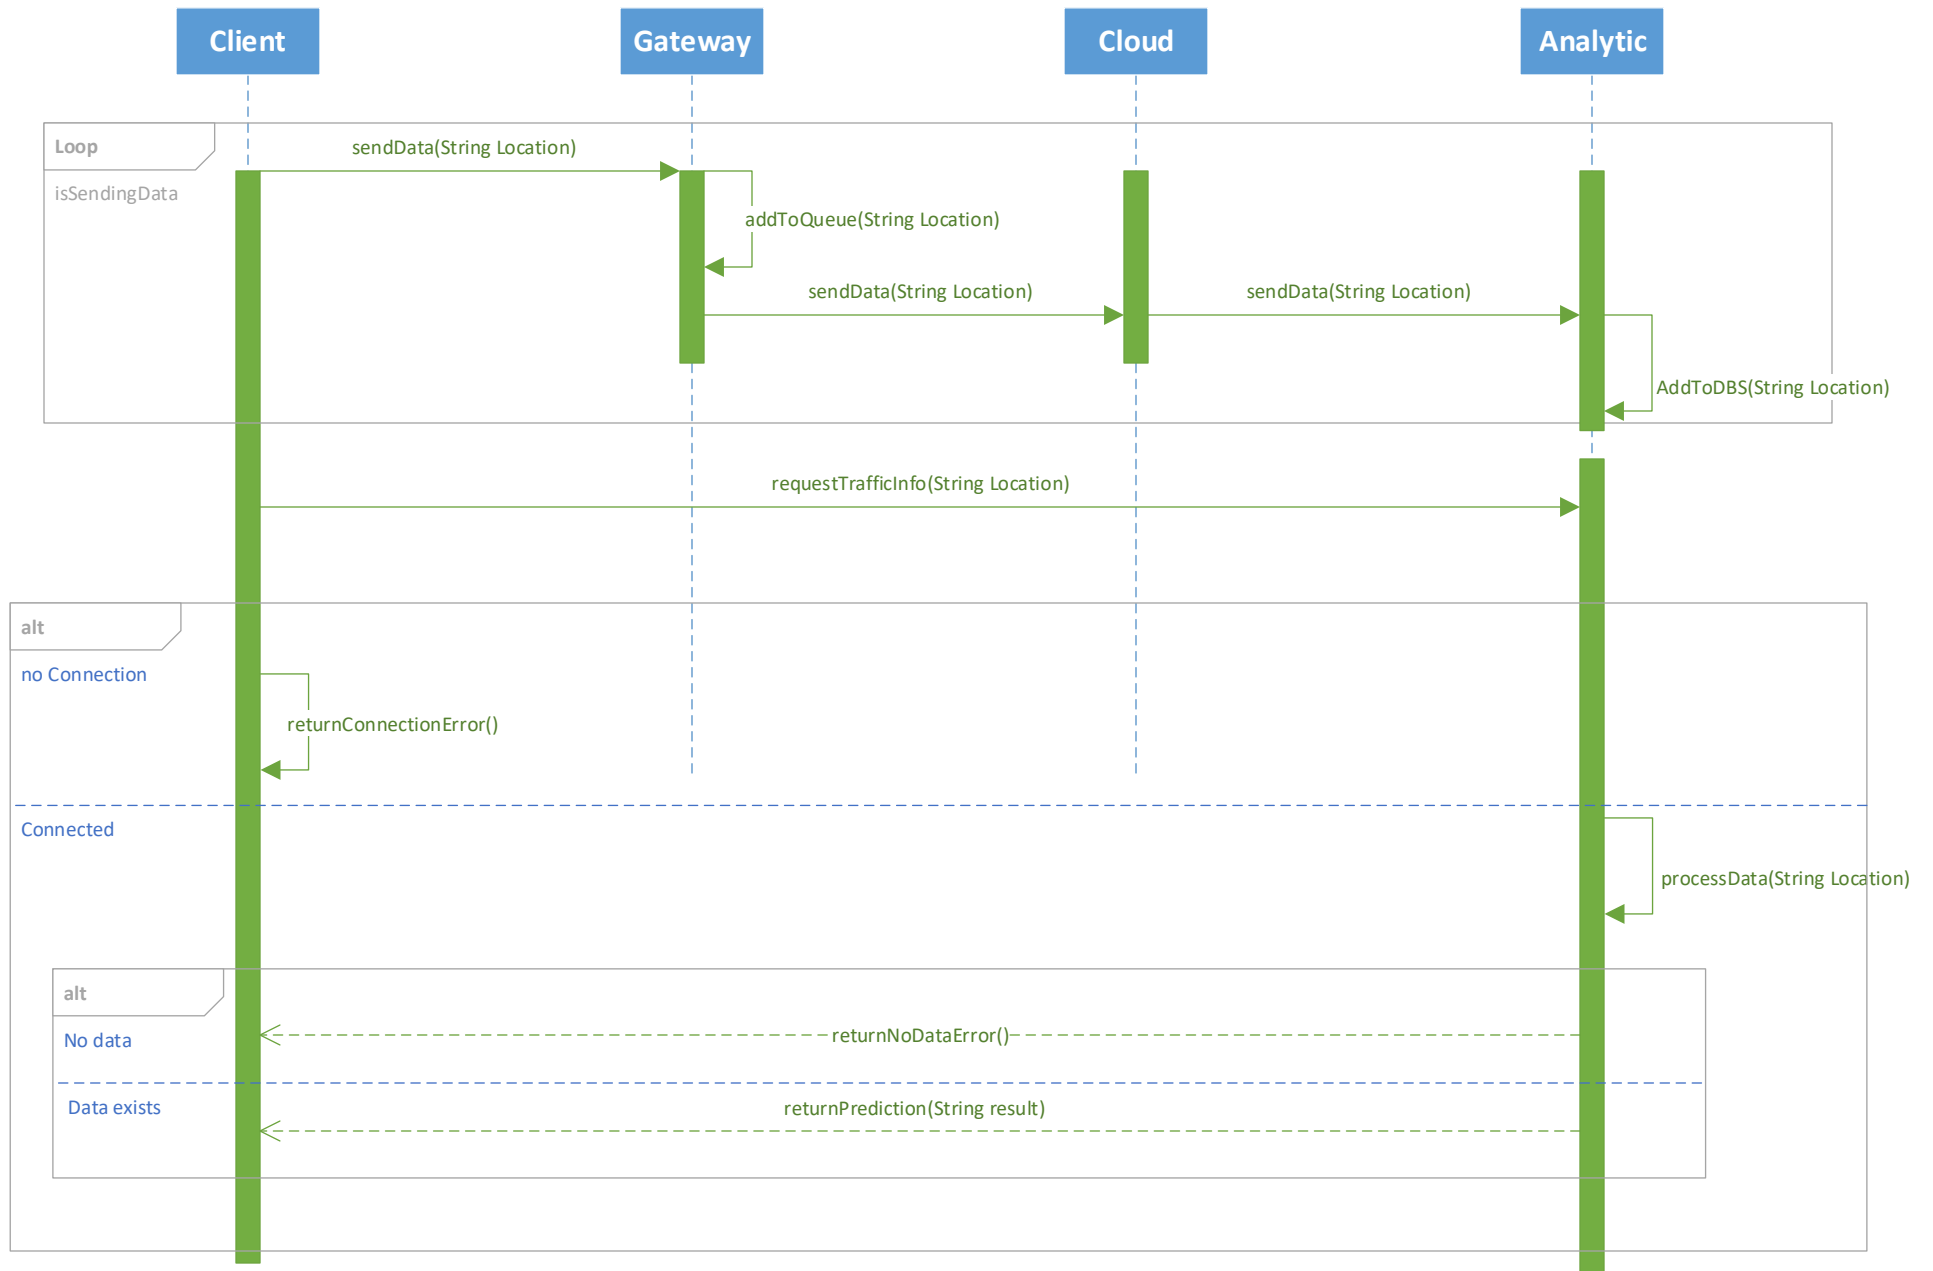 Client
Gateway
Cloud
Analytic
Loop
sendData(String Location)
isSendingData
addToQueue(String Location)
sendData(String Location)
sendData(String Location)
AddToDBS(String Location)
requestTrafficInfo(String Location)
alt
no Connection
returnConnectionError()
Connected
processData(String Location)
alt
No data
returnNoDataError()
Data exists
returnPrediction(String result)